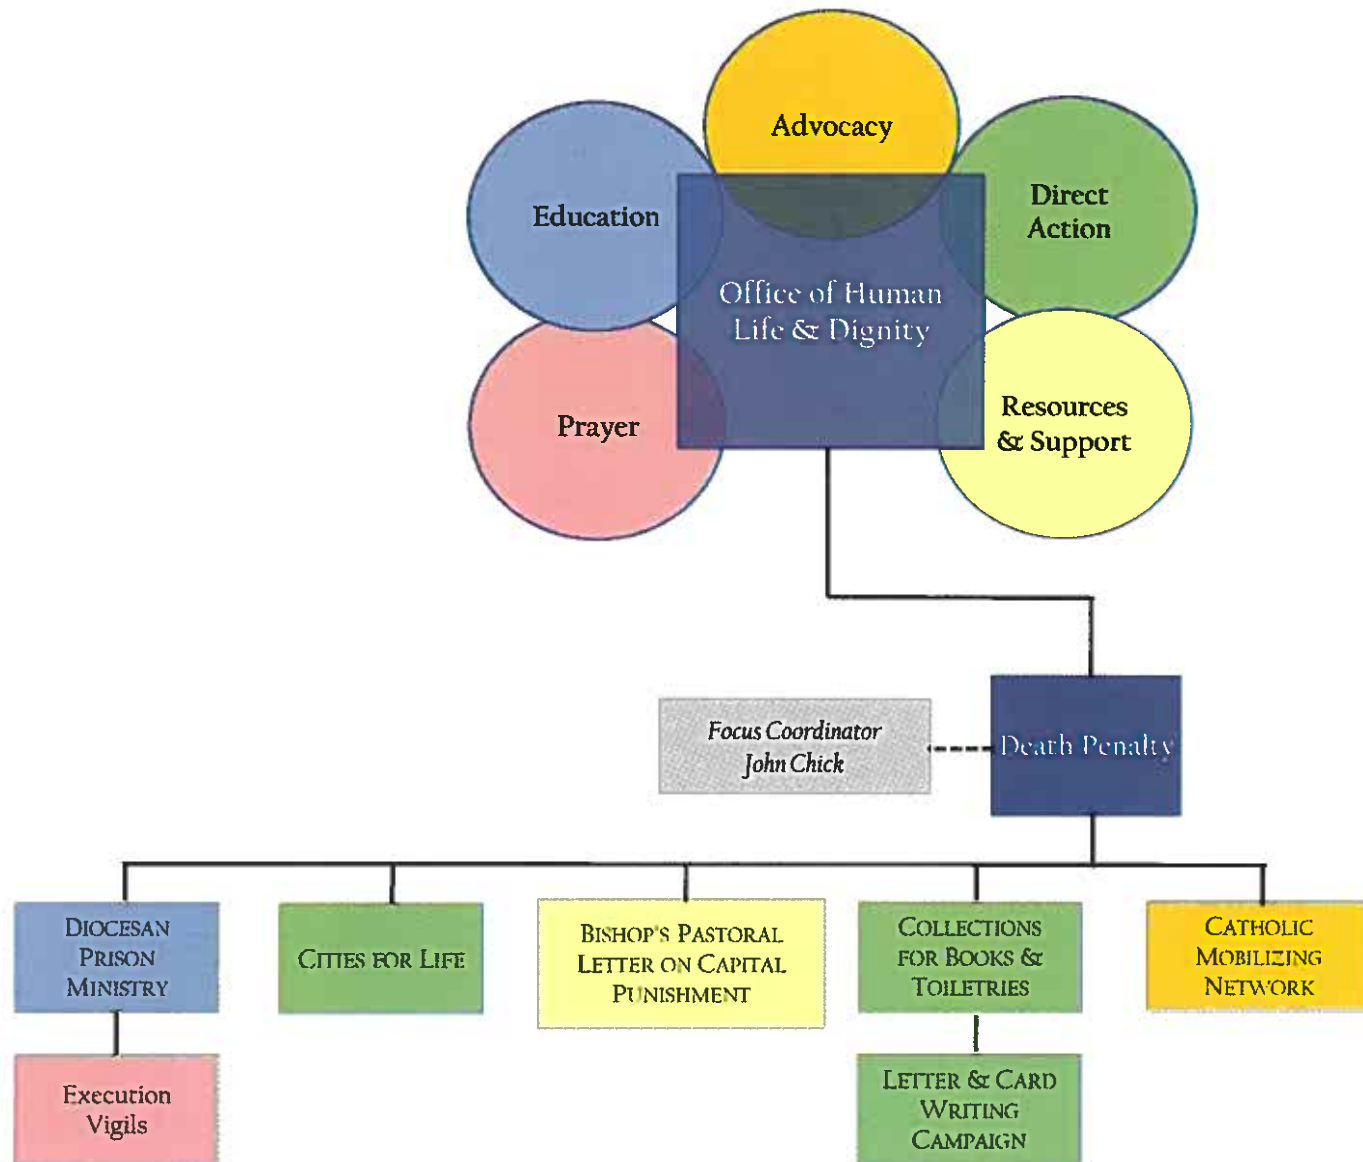 Advocacy
Education
Direct
Action
Office of Human
Life & Dignity
Prayer
Resources
& Support
Focus Coordinator
John Chick
Death Penalty
DIOCESAN
PRISON
MINISTRY
CITIES FOR LIFE
BISHOP'S PASTORAL
LETTER ON CAPITAL
PUNISHMENT
COLLECTIONS
FOR BOOKS &
TOILETRIES
CATHOLIC
MOBILIZING
NETWORK
Execution
Vigils
LETTER & CARD
WRITING
CAMPAIGN